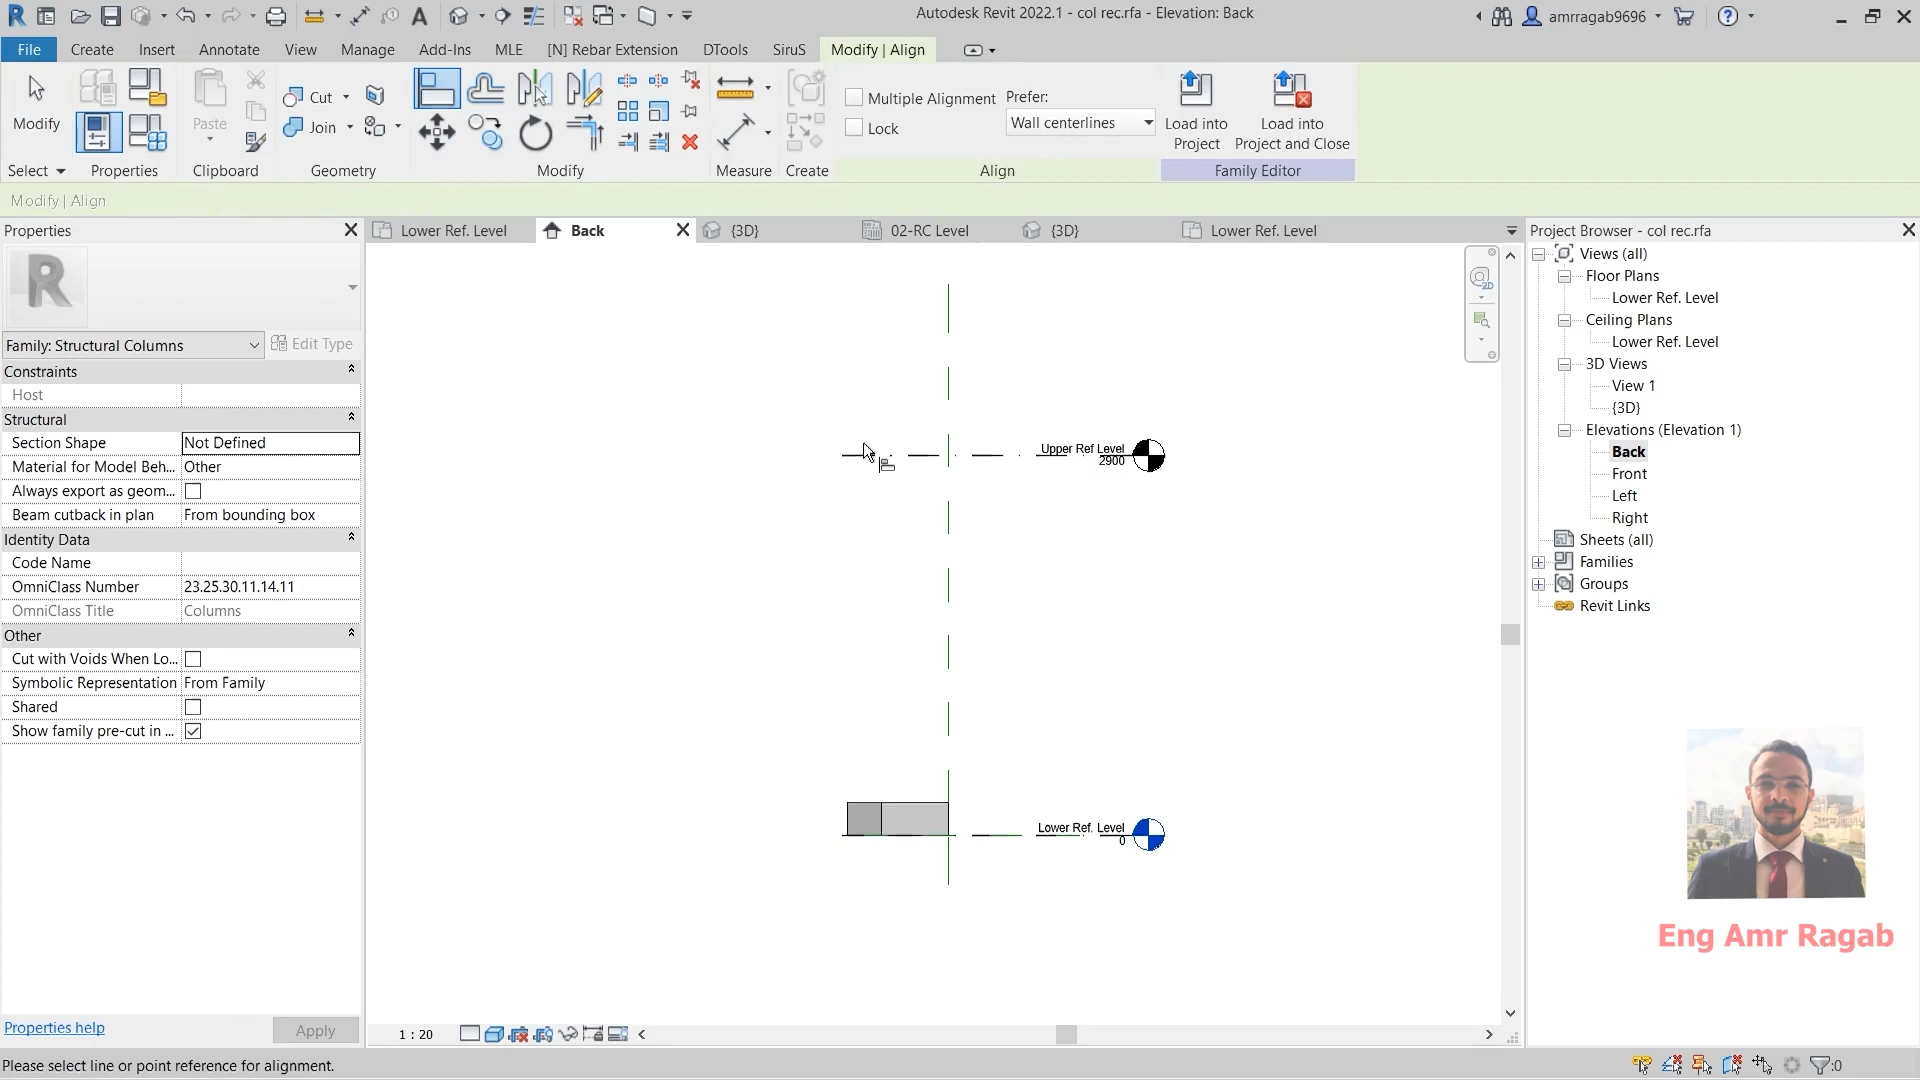 Autodesk Revit 2022.1 - col rec.rfa - Elevation: Back
amrragab9696
File Create Insert Annotate View Manage Add-Ins MLE [N] Rebar Extension DTools SiruS Modify | Align
Modify
Paste
Cut
Join
Multiple Alignment
Lock
Prefer:
Wall centerlines
Load into
Project
Load into
Project and Close
Select Properties Clipboard Geometry Modify Measure Create Align Family Editor
Modify | Align
Properties
Lower Ref. Level Back {3D} 02-RC Level {3D} Lower Ref. Level
Project Browser - col rec.rfa
R
Family: Structural Columns Edit Type
Constraints
Host
Structural
Section Shape Not Defined
Material for Model Beh... Other
Always export as geom...
Beam cutback in plan From bounding box
Identity Data
Code Name
OmniClass Number 23.25.30.11.14.11
OmniClass Title Columns
Other
Cut with Voids When Lo...
Symbolic Representation From Family
Shared
Show family pre-cut in ...
Properties help Apply
2D
Upper Ref Level
2900
Lower Ref. Level
0
Views (all)
Floor Plans
Lower Ref. Level
Ceiling Plans
Lower Ref. Level
3D Views
View 1
{3D}
Elevations (Elevation 1)
Back
Front
Left
Right
Sheets (all)
Families
Groups
Revit Links
Eng Amr Ragab
1 : 20
Please select line or point reference for alignment.
:0